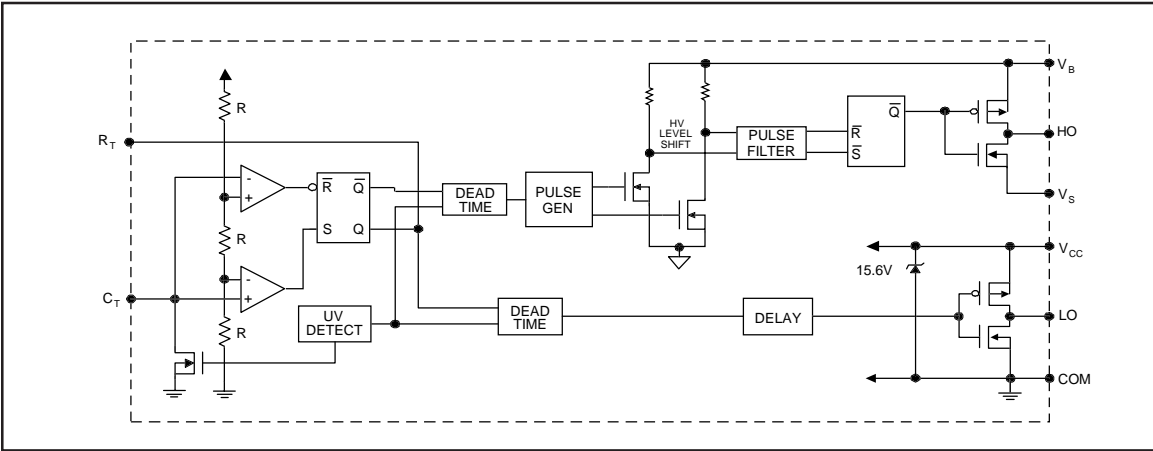 R
R
R
R_T
C_T
-
+
-
+
R̅ Q̅
S Q
UV
DETECT
DEAD
TIME
PULSE
GEN
HV
LEVEL
SHIFT
PULSE
FILTER
R̅
S̅
Q̅
DEAD
TIME
DELAY
15.6V
V_B
HO
V_S
V_CC
LO
COM